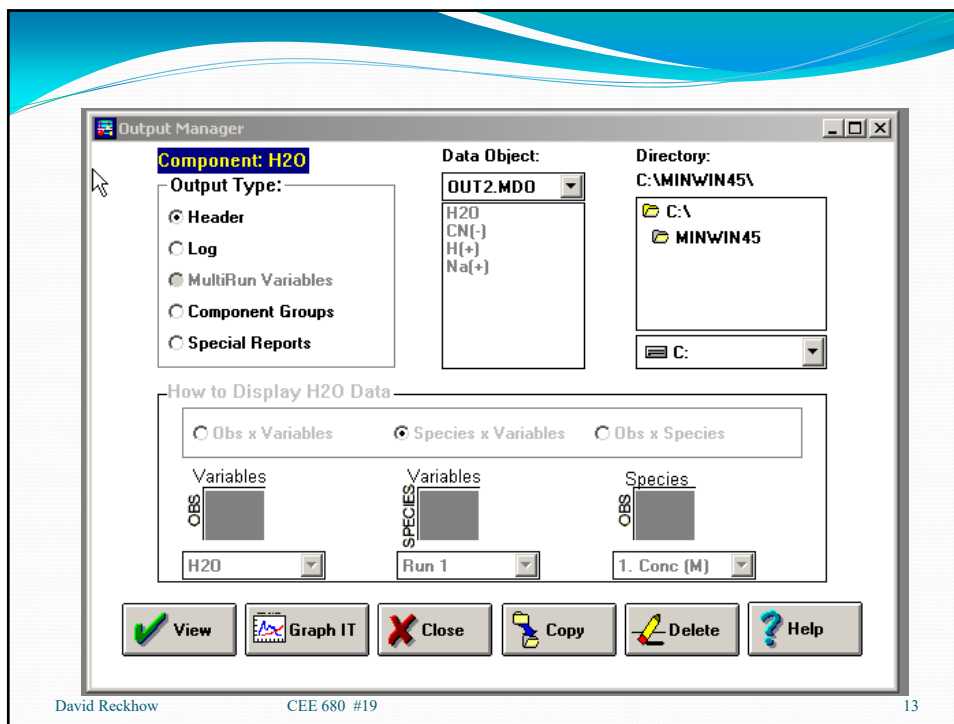 Output Manager
Component: H2O
Output Type:
Header
Log
MultiRun Variables
Component Groups
Special Reports
Data Object:
OUT2.MDO
H2O
CN(-)
H(+)
Na(+)
Directory:
C:\MINWIN45\
C:\
MINWIN45
C:
How to Display H2O Data
Obs x Variables
Species x Variables
Obs x Species
Variables
OBS
H2O
Variables
SPECIES
Run 1
Species
OBS
1. Conc (M)
View
Graph IT
Close
Copy
Delete
Help
David Reckhow
CEE 680 #19
13